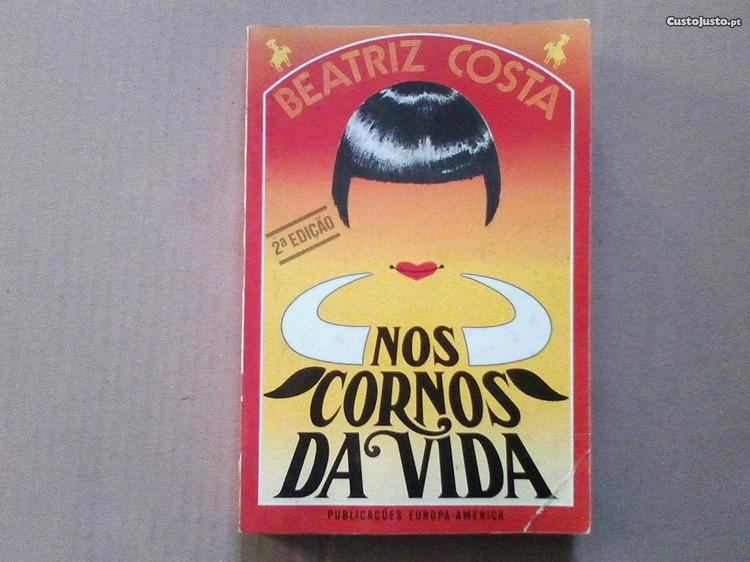 CustoJusto.pt
BEATRIZ COSTA
2ª EDIÇÃO
NOS
CORNOS
DA VIDA
PUBLICAÇÕES EUROPA-AMÉRICA